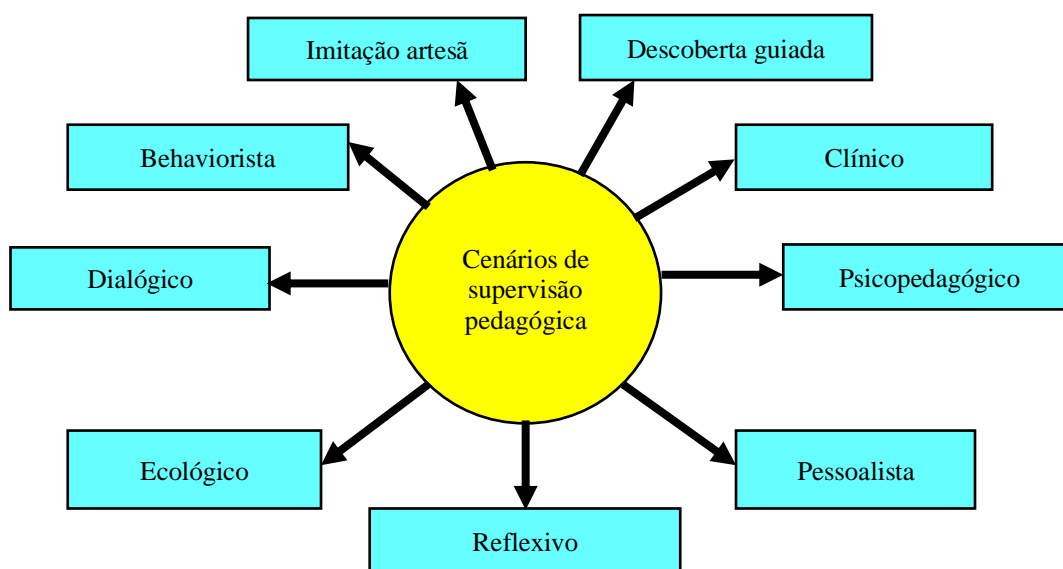 Imitação artesã
Descoberta guiada
Behaviorista
Clínico
Cenários de
supervisão
pedagógica
Dialógico
Psicopedagógico
Ecológico
Pessoalista
Reflexivo